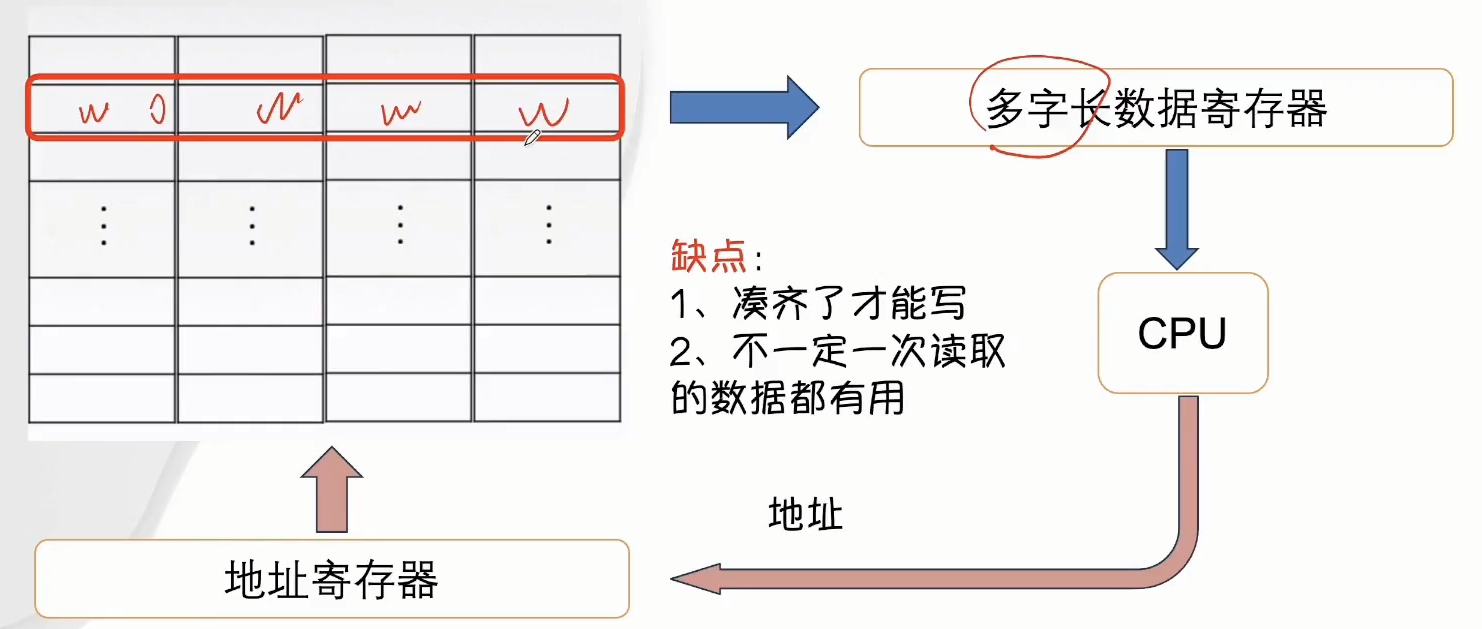 多字长数据寄存器
缺点：
1、凑齐了才能写
2、不一定一次读取
的数据都有用
CPU
地址
地址寄存器